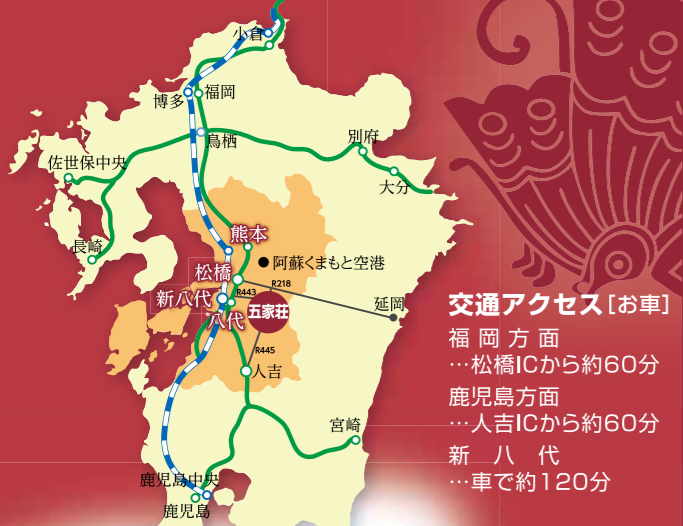 小倉
博多
福岡
鳥栖
別府
佐世保中央
大分
長崎
熊本
阿蘇くまもと空港
松橋
R218
新八代
R443
八代
五家荘
延岡
R445
人吉
宮崎
鹿児島中央
鹿児島
交通アクセス[お車]
福岡方面
…松橋ICから約60分
鹿児島方面
…人吉ICから約60分
新八代
…車で約120分